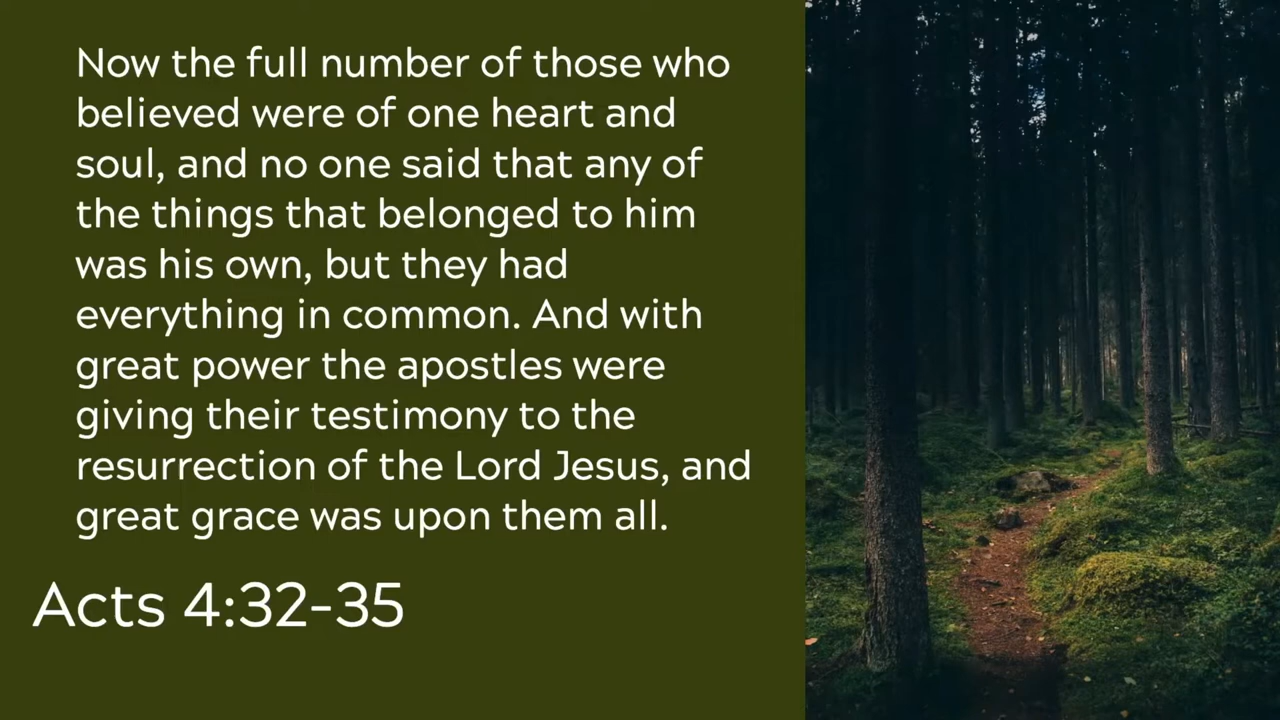 Now the full number of those who
believed were of one heart and
soul, and no one said that any of
the things that belonged to him
was his own, but they had
everything in common. And with
great power the apostles were
giving their testimony to the
resurrection of the Lord Jesus, and
great grace was upon them all.
Acts 4:32-35